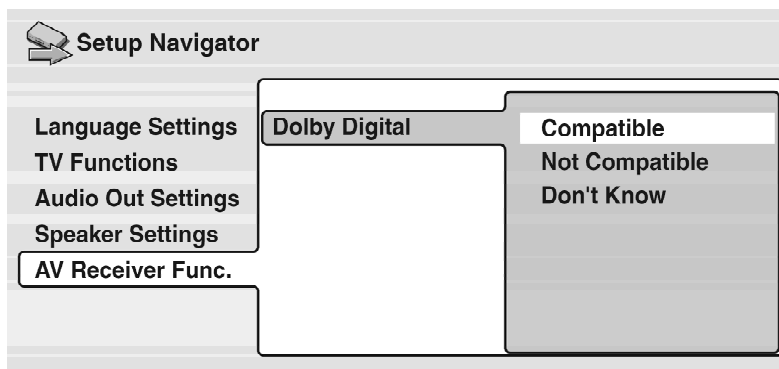 Setup Navigator
Language Settings
TV Functions
Audio Out Settings
Speaker Settings
AV Receiver Func.
Dolby Digital
Compatible
Not Compatible
Don't Know